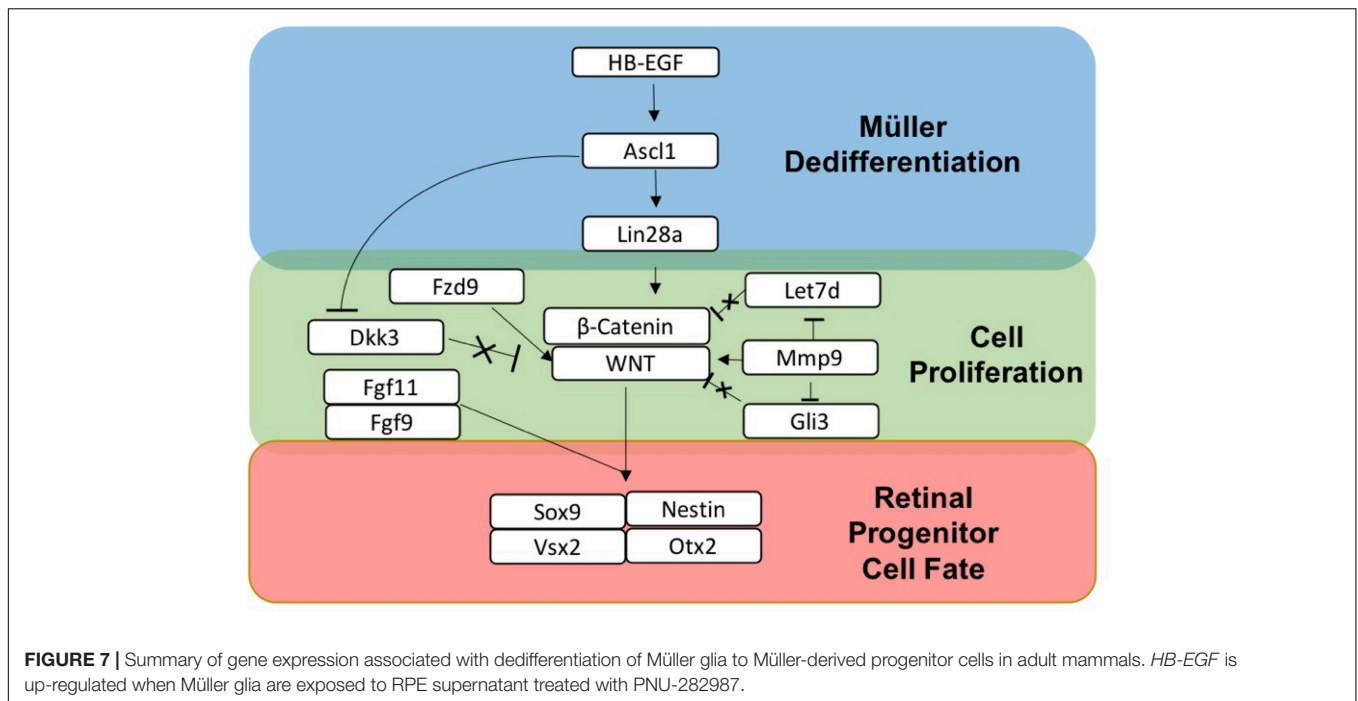 HB-EGF
Ascl1
Lin28a
Müller
Dedifferentiation
Fzd9
Dkk3
Fgf11
Fgf9
β-Catenin
WNT
Let7d
Mmp9
Gli3
Cell
Proliferation
Sox9
Nestin
Vsx2
Otx2
Retinal
Progenitor
Cell Fate
FIGURE 7 | Summary of gene expression associated with dedifferentiation of Müller glia to Müller-derived progenitor cells in adult mammals. HB-EGF is
up-regulated when Müller glia are exposed to RPE supernatant treated with PNU-282987.